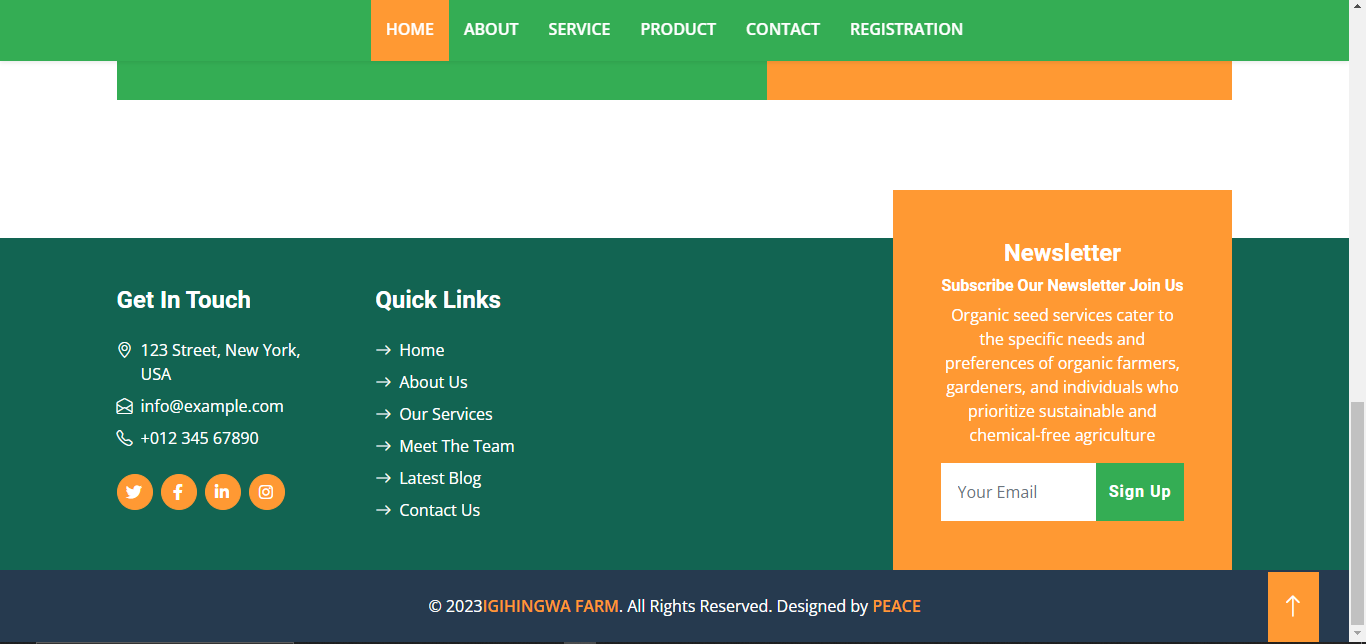 HOME ABOUT SERVICE PRODUCT CONTACT REGISTRATION
Get In Touch
123 Street, New York,
USA
info@example.com
+012 345 67890
Quick Links
Home
About Us
Our Services
Meet The Team
Latest Blog
Contact Us
Newsletter
Subscribe Our Newsletter Join Us
Organic seed services cater to
the specific needs and
preferences of organic farmers,
gardeners, and individuals who
prioritize sustainable and
chemical-free agriculture
Your Email Sign Up
© 2023IGIHINGWA FARM. All Rights Reserved. Designed by PEACE